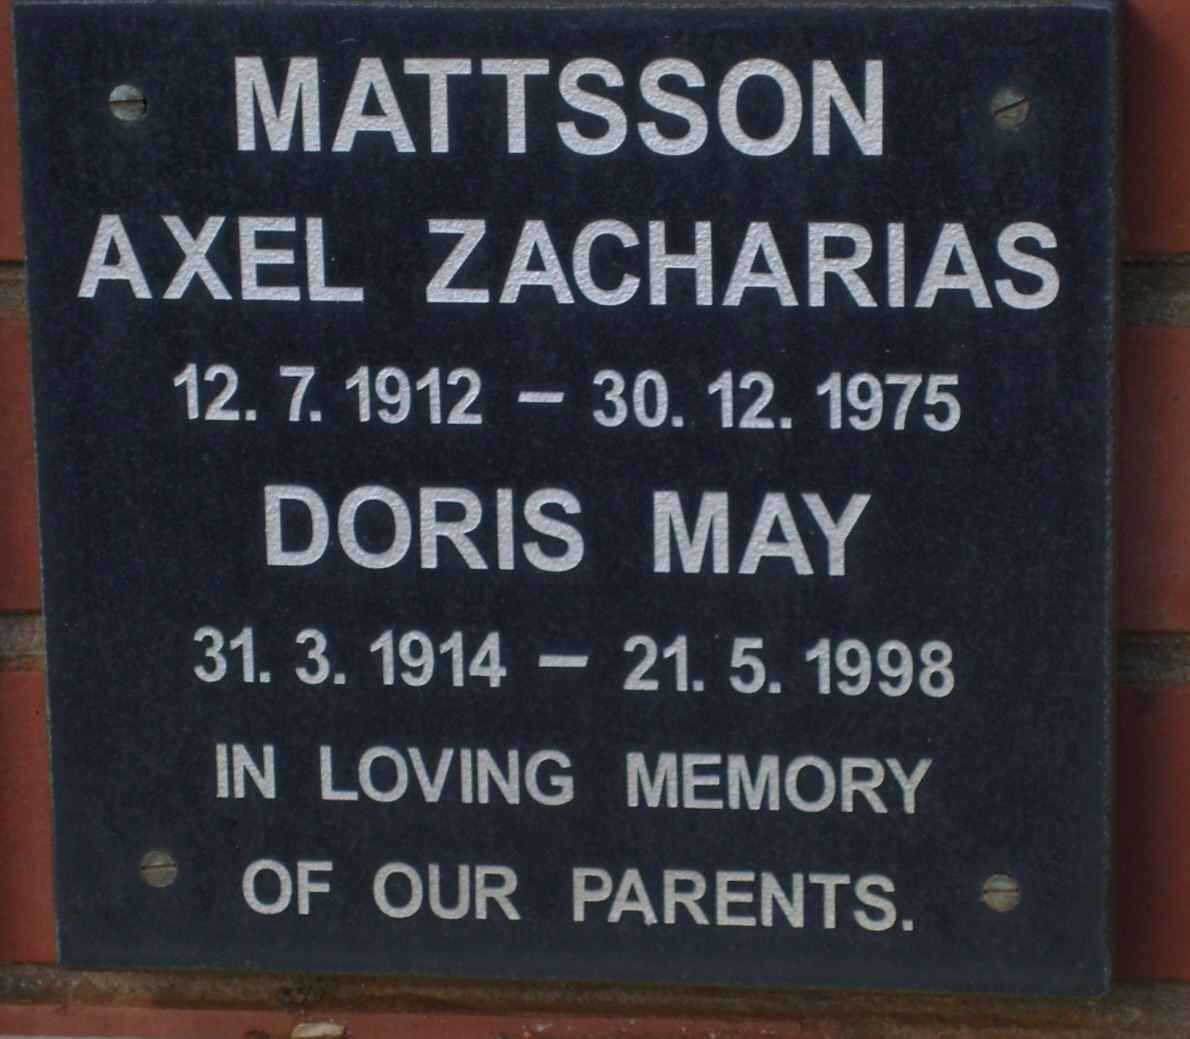 MATTSSON
AXEL ZACHARIAS
12. 7. 1912 – 30. 12. 1975
DORIS MAY
31. 3. 1914 – 21. 5. 1998
IN LOVING MEMORY
OF OUR PARENTS.